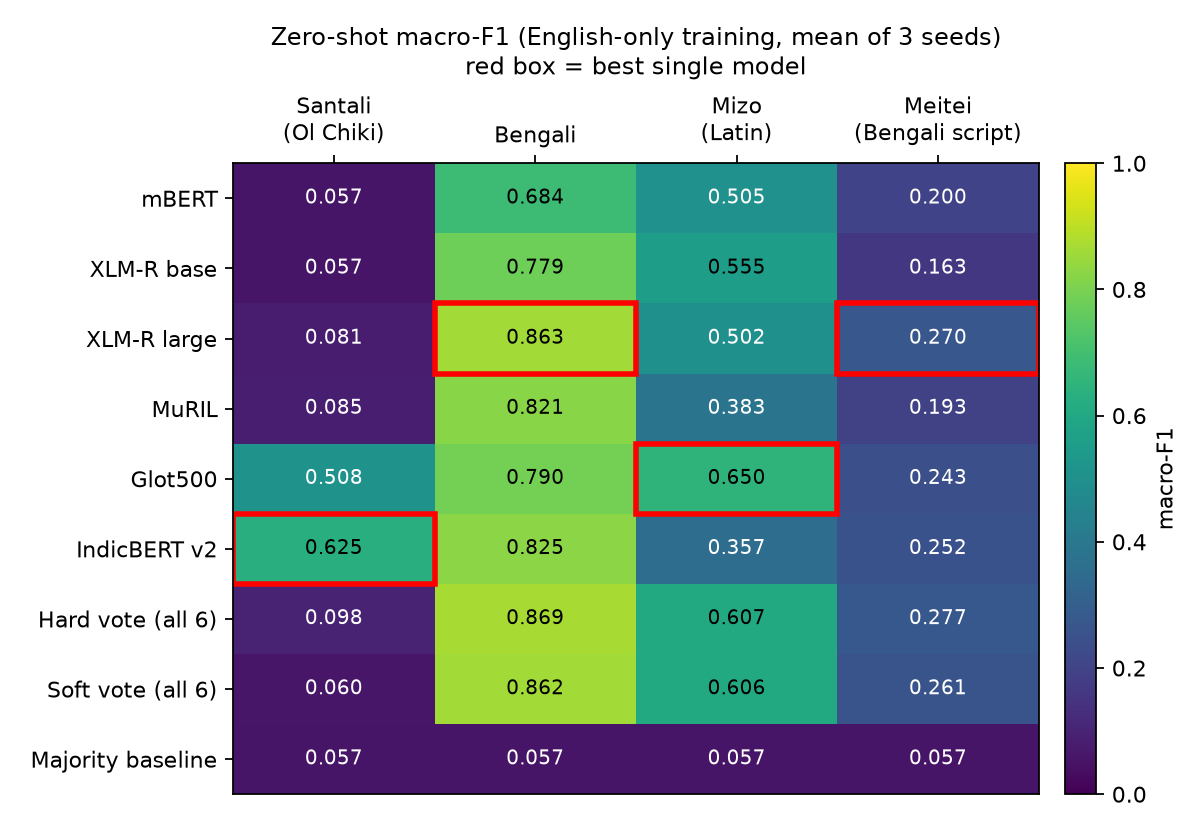 Zero-shot macro-F1 (English-only training, mean of 3 seeds)
red box = best single model
Santali
(Ol Chiki)
Bengali
Mizo
(Latin)
Meitei
(Bengali script)
mBERT 0.057 0.684 0.505 0.200
XLM-R base 0.057 0.779 0.555 0.163
XLM-R large 0.081 0.863 0.502 0.270
MuRIL 0.085 0.821 0.383 0.193
Glot500 0.508 0.790 0.650 0.243
IndicBERT v2 0.625 0.825 0.357 0.252
Hard vote (all 6) 0.098 0.869 0.607 0.277
Soft vote (all 6) 0.060 0.862 0.606 0.261
Majority baseline 0.057 0.057 0.057 0.057
1.0
0.8
0.6
0.4
0.2
0.0
macro-F1